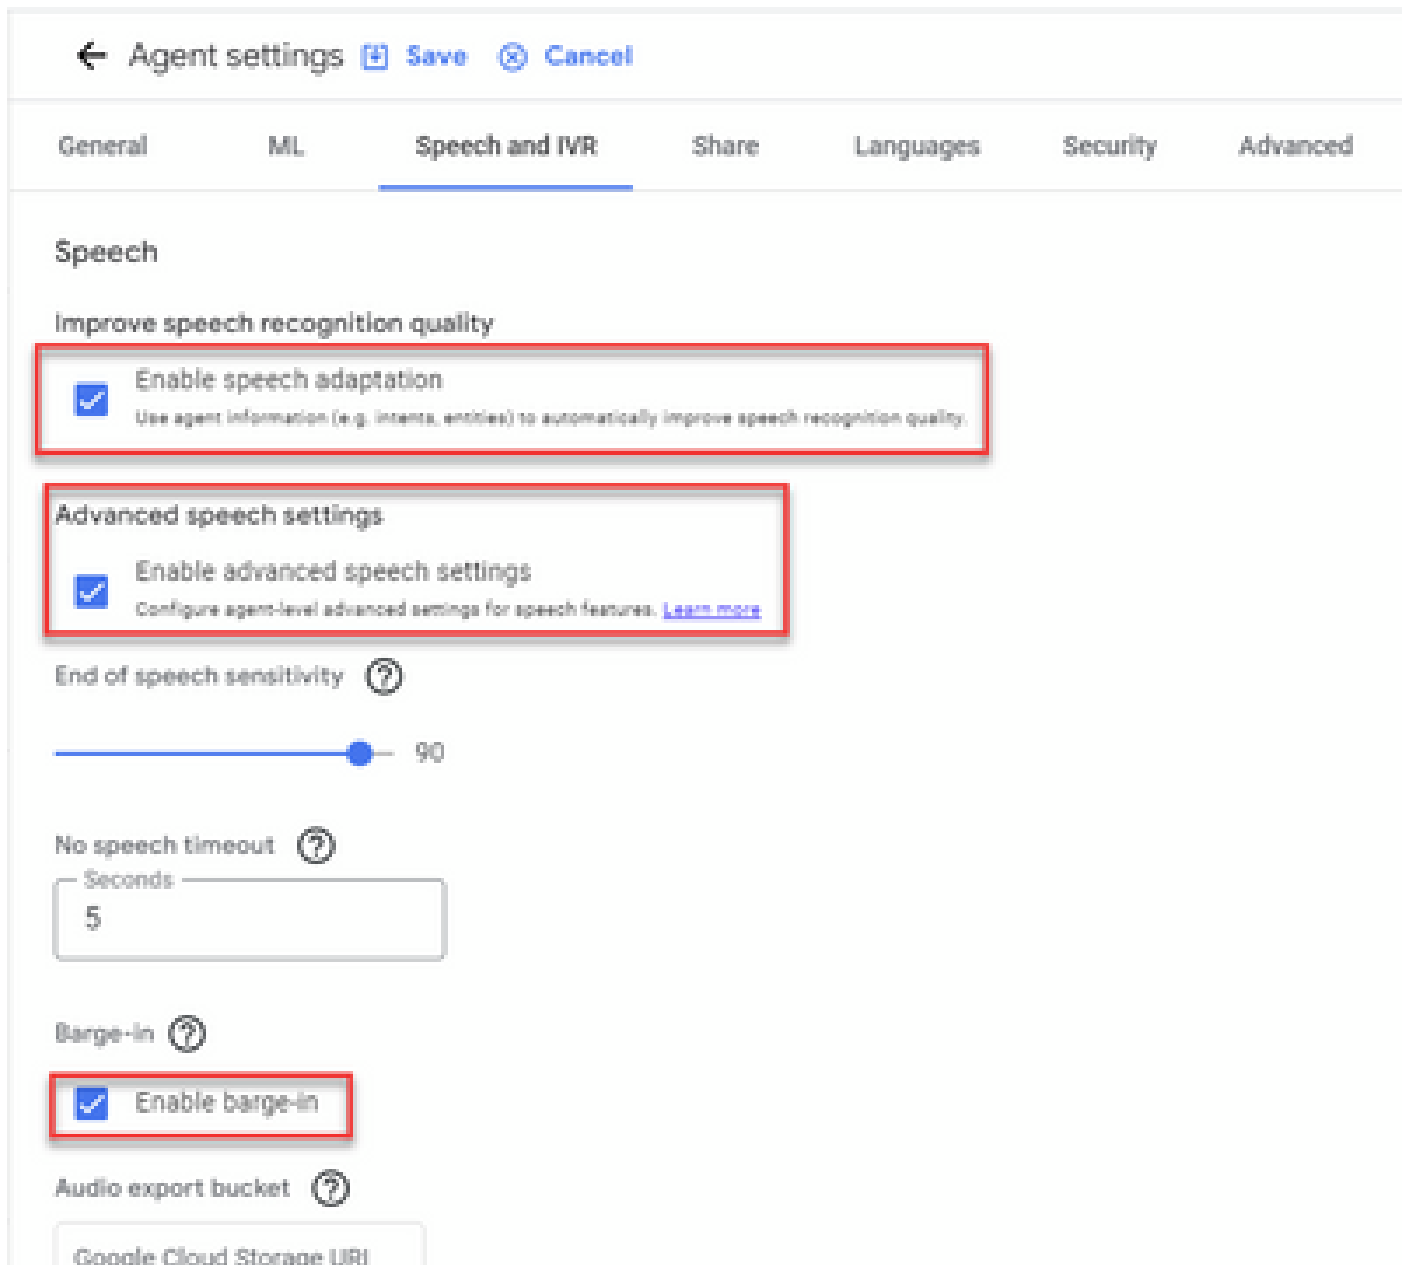 Agent settings Save Cancel
General ML Speech and IVR Share Languages Security Advanced
Speech
Improve speech recognition quality
Enable speech adaptation
Use agent information (e.g. intents, entities) to automatically improve speech recognition quality.
Advanced speech settings
Enable advanced speech settings
Configure agent-level advanced settings for speech features. Learn more
End of speech sensitivity
90
No speech timeout
Seconds
5
Barge-in
Enable barge-in
Audio export bucket
Google Cloud Storage URI